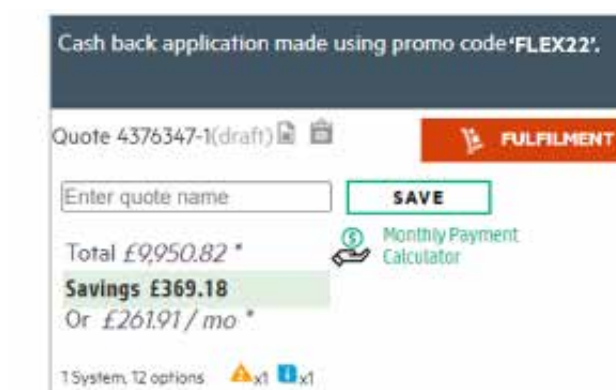 Cash back application made using promo code 'FLEX22'.
Quote 4376347-1(draft)
FULFILMENT
Enter quote name
SAVE
Total £9,950.82 *
Monthly Payment
Calculator
Savings £369.18
Or £261.91 / mo *
1 System, 12 options x1 x1